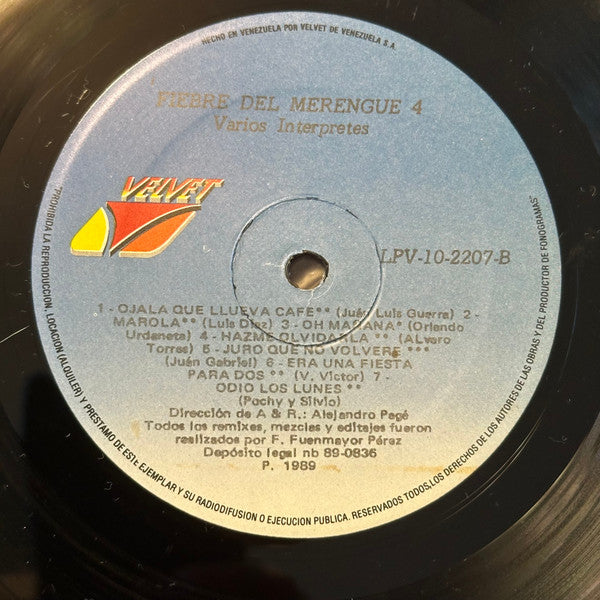 HECHO EN VENEZUELA POR VELVET DE VENEZUELA S.A.
FIEBRE DEL MERENGUE 4
Varios Interpretes
VELVET
LPV-10-2207-B
1 - OJALA QUE LLUEVA CAFE** (Juán Luis Guerra) 2 -
MAROLA** (Luis Díaz) 3 - OH MAÑANA* (Orlando
Urdaneta) 4 - HAZME OLVIDARLA ** (ALvaro
Torres) 5 - JURO QUE NO VOLVERE ***
(Juán Gabriel) 6 - ERA UNA FIESTA
PARA DOS ** (V. Víctor) 7 -
ODIO LOS LUNES **
(Pochy y Silvio)
Dirección de A & R.: Alejandro Pagé
Todos los remixes, mezclas y editajes fueron
realizados por F. Fuenmayor Pérez
Depósito legal nb 89-0836
P. 1989
"PROHIBIDA LA REPRODUCCION, LOCACION (ALQUILER) Y PRESTAMO DE ESTE EJEMPLAR Y SU RADIODIFUSION O EJECUCION PUBLICA. RESERVADOS TODOS LOS DERECHOS DE LOS AUTORES DE LAS OBRAS Y DEL PRODUCTOR DE FONOGRAMAS"